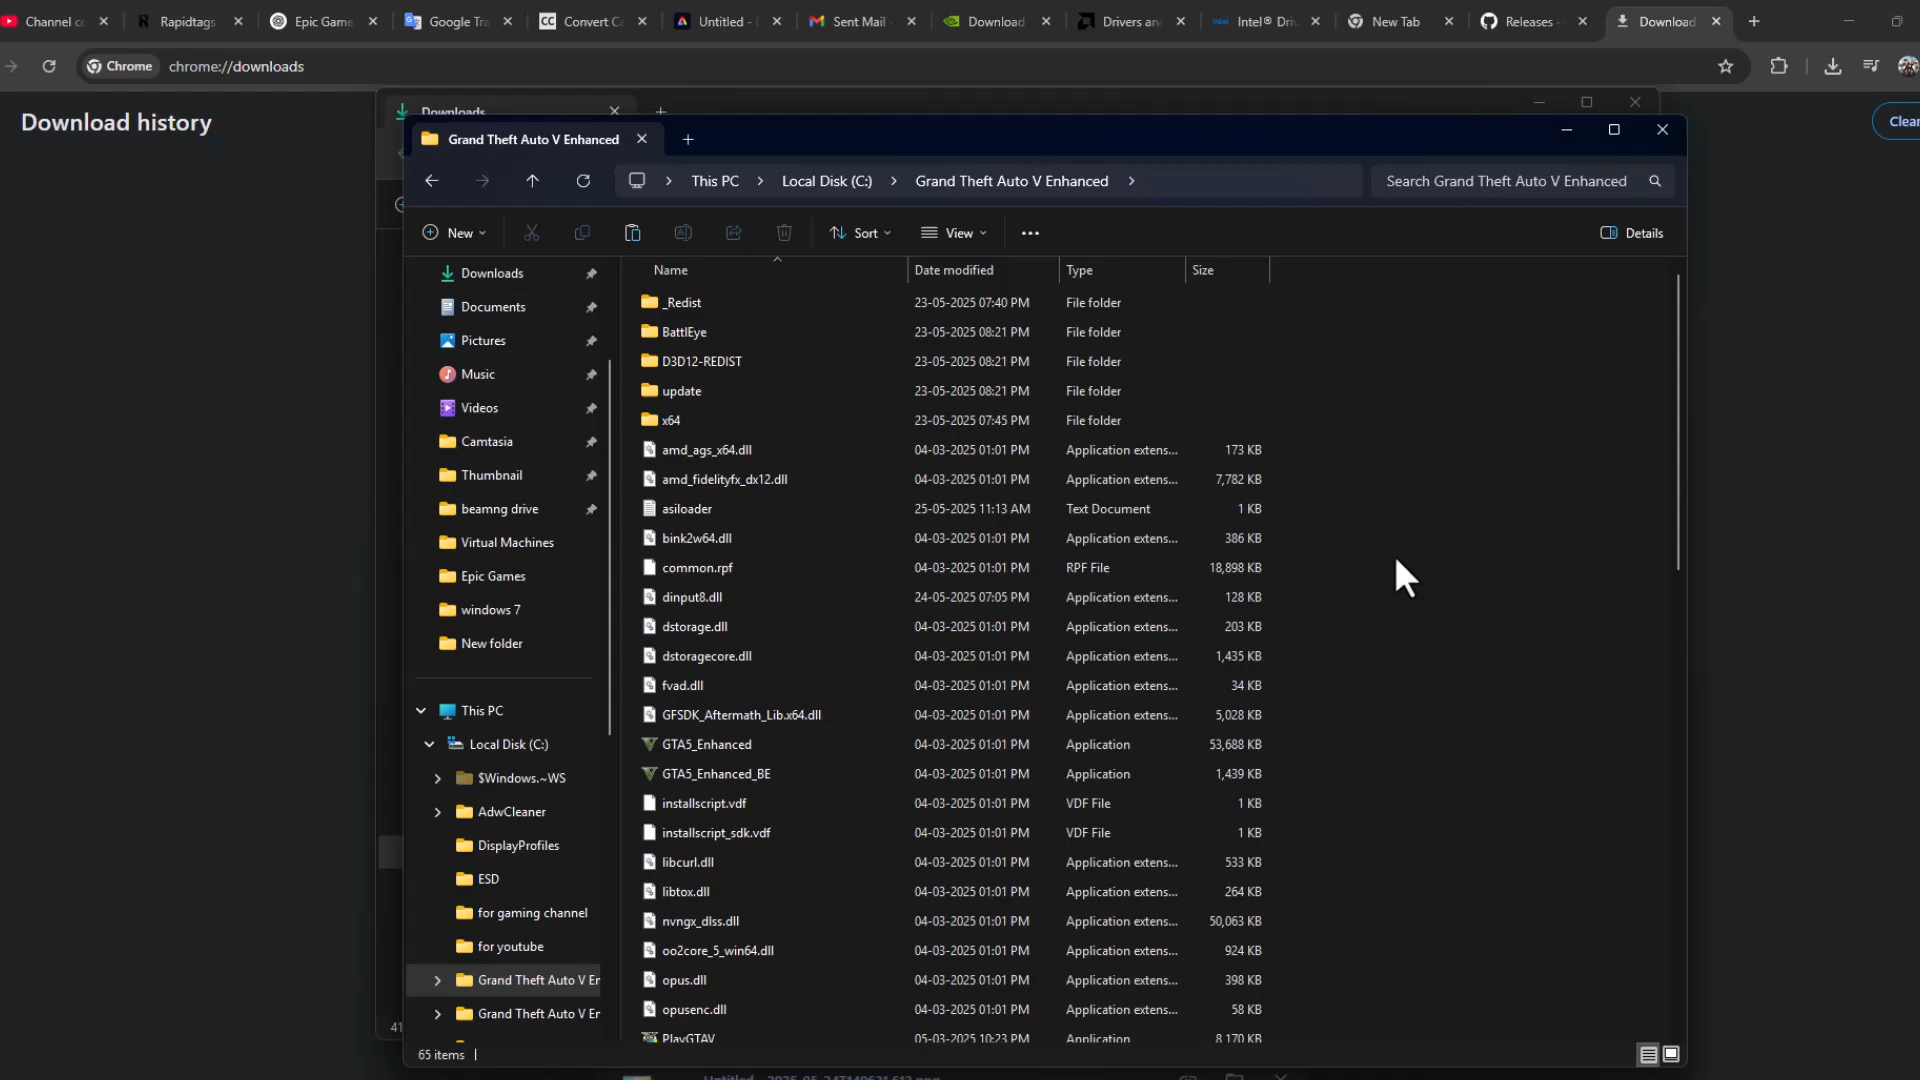 Channel c
Rapidtags
Epic Game
Google Tra
CC Convert Ca
Untitled -
Sent Mail
Download
Drivers an
intel Intel® Dri
New Tab
Releases
Download
Chrome
chrome://downloads
Download history
Clear
Downloads
Grand Theft Auto V Enhanced
This PC
Local Disk (C:)
Grand Theft Auto V Enhanced
Search Grand Theft Auto V Enhanced
New
Sort
View
Details
Downloads
Documents
Pictures
Music
Videos
Camtasia
Thumbnail
beamng drive
Virtual Machines
Epic Games
windows 7
New folder
This PC
Local Disk (C:)
$Windows.~WS
AdwCleaner
DisplayProfiles
ESD
for gaming channel
for youtube
Grand Theft Auto V En
Grand Theft Auto V En
Name Date modified Type Size
_Redist 23-05-2025 07:40 PM File folder
BattlEye 23-05-2025 08:21 PM File folder
D3D12-REDIST 23-05-2025 08:21 PM File folder
update 23-05-2025 08:21 PM File folder
x64 23-05-2025 07:45 PM File folder
amd_ags_x64.dll 04-03-2025 01:01 PM Application extens... 173 KB
amd_fidelityfx_dx12.dll 04-03-2025 01:01 PM Application extens... 7,782 KB
asiloader 25-05-2025 11:13 AM Text Document 1 KB
bink2w64.dll 04-03-2025 01:01 PM Application extens... 386 KB
common.rpf 04-03-2025 01:01 PM RPF File 18,898 KB
dinput8.dll 24-05-2025 07:05 PM Application extens... 128 KB
dstorage.dll 04-03-2025 01:01 PM Application extens... 203 KB
dstoragecore.dll 04-03-2025 01:01 PM Application extens... 1,435 KB
fvad.dll 04-03-2025 01:01 PM Application extens... 34 KB
GFSDK_Aftermath_Lib.x64.dll 04-03-2025 01:01 PM Application extens... 5,028 KB
GTA5_Enhanced 04-03-2025 01:01 PM Application 53,688 KB
GTA5_Enhanced_BE 04-03-2025 01:01 PM Application 1,439 KB
installscript.vdf 04-03-2025 01:01 PM VDF File 1 KB
installscript_sdk.vdf 04-03-2025 01:01 PM VDF File 1 KB
libcurl.dll 04-03-2025 01:01 PM Application extens... 533 KB
libtox.dll 04-03-2025 01:01 PM Application extens... 264 KB
nvngx_dlss.dll 04-03-2025 01:01 PM Application extens... 50,063 KB
oo2core_5_win64.dll 04-03-2025 01:01 PM Application extens... 924 KB
opus.dll 04-03-2025 01:01 PM Application extens... 398 KB
opusenc.dll 04-03-2025 01:01 PM Application extens... 58 KB
PlayGTAV 05-03-2025 10:23 PM Application 8,170 KB
41
65 items